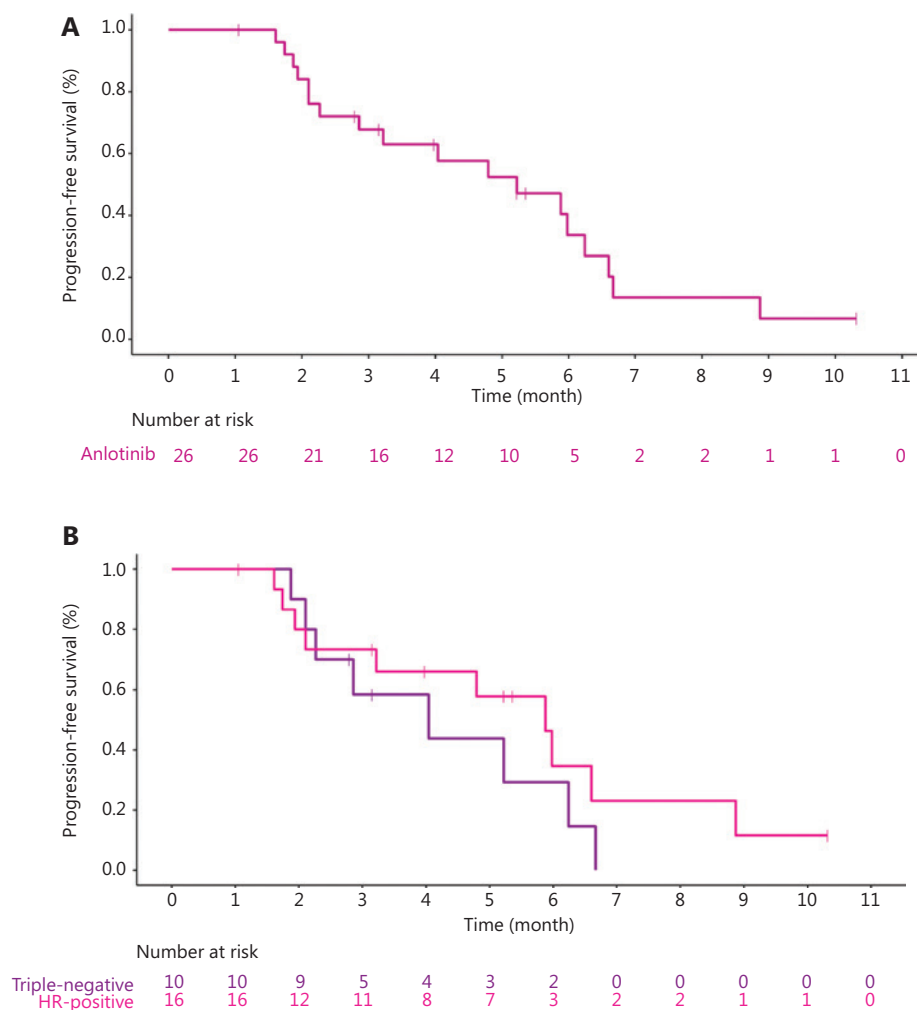 A
Progression-free survival (%)
1.0
0.8
0.6
0.4
0.2
0.0
0 1 2 3 4 5 6 7 8 9 10 11
Time (month)
Number at risk
Anlotinib 26 26 21 16 12 10 5 2 2 1 1 0
B
Progression-free survival (%)
1.0
0.8
0.6
0.4
0.2
0.0
0 1 2 3 4 5 6 7 8 9 10 11
Time (month)
Number at risk
Triple-negative 10 10 9 5 4 3 2 0 0 0 0 0
HR-positive 16 16 12 11 8 7 3 2 2 1 1 0